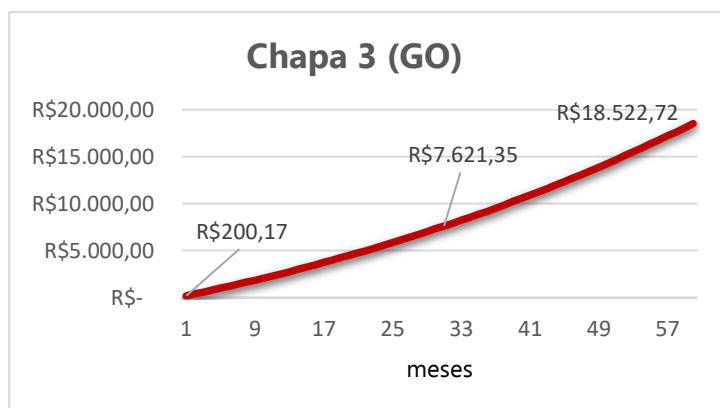 Chapa 3 (GO)
R$20.000,00
R$15.000,00
R$10.000,00
R$5.000,00
R$-
R$200,17
R$7.621,35
R$18.522,72
1 9 17 25 33 41 49 57
meses